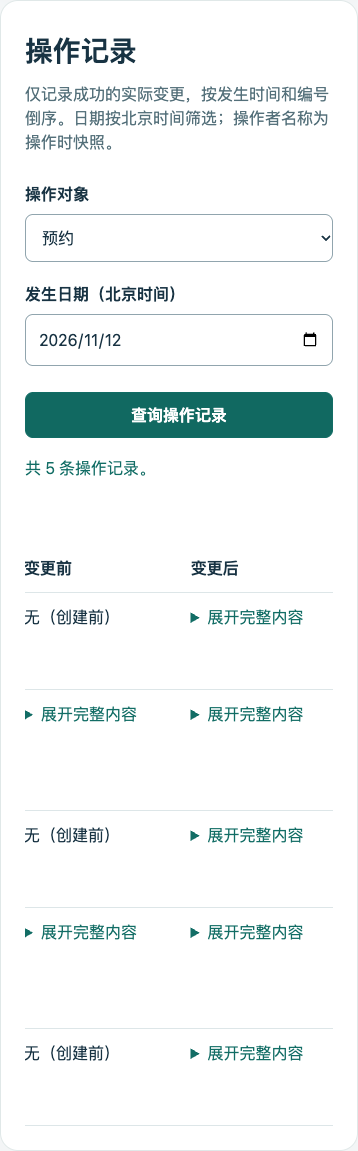 操作记录
仅记录成功的实际变更，按发生时间和编号
倒序。日期按北京时间筛选；操作者名称为
操作时快照。
操作对象
预约
发生日期（北京时间）
2026/11/12
查询操作记录
共 5 条操作记录。
变更前 变更后
无（创建前） ▶ 展开完整内容
▶ 展开完整内容 ▶ 展开完整内容
无（创建前） ▶ 展开完整内容
▶ 展开完整内容 ▶ 展开完整内容
无（创建前） ▶ 展开完整内容